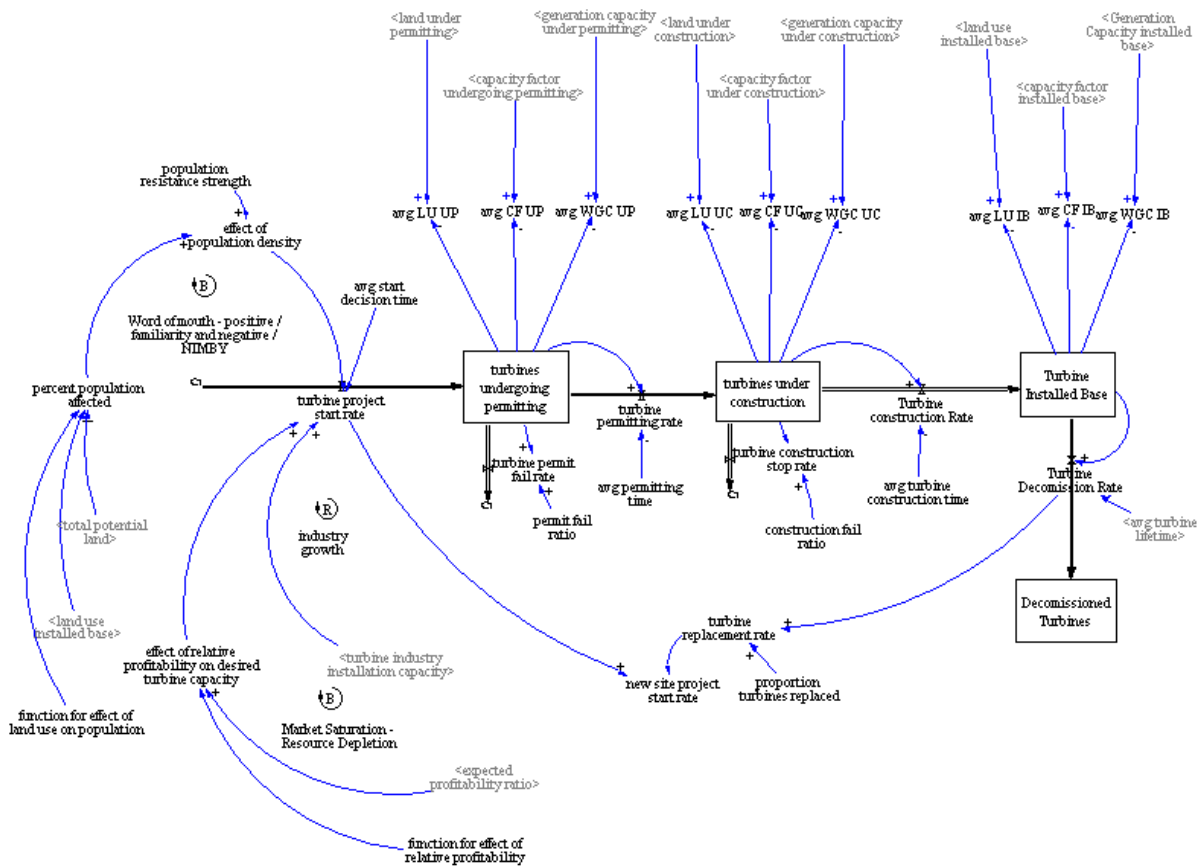 <land under
permitting>
<generation capacity
under permitting>
<land under
construction>
<generation capacity
under construction>
<land use
installed base>
<Generation
Capacity installed
base>
<capacity factor
undergoing permitting>
<capacity factor
under construction>
<capacity factor
installed base>
population
resistance strength
avg LU UP
avg CF UP
avg WGC UP
avg LU UC
avg CF UC
avg WGC UC
avg LU IB
avg CF IB
avg WGC IB
effect of
population density
B
avg start
decision time
Word of mouth - positive /
familiarity and negative /
NIMBY
percent population
affected
turbine project
start rate
turbines
undergoing
permitting
turbine
permitting rate
turbines under
construction
Turbine
construction Rate
Turbine
Installed Base
turbine permit
fail rate
avg permitting
time
permit fail
ratio
turbine construction
stop rate
construction fail
ratio
avg turbine
construction time
Turbine
Decomission Rate
<avg turbine
lifetime>
<total potential
land>
R
industry
growth
Decomissioned
Turbines
<land use
installed base>
effect of relative
profitability on desired
turbine capacity
<turbine industry
installation capacity>
turbine
replacement rate
new site project
start rate
proportion
turbines replaced
function for effect of
land use on population
B
Market Saturation -
Resource Depletion
<expected
profitability ratio>
function for effect of
relative profitability